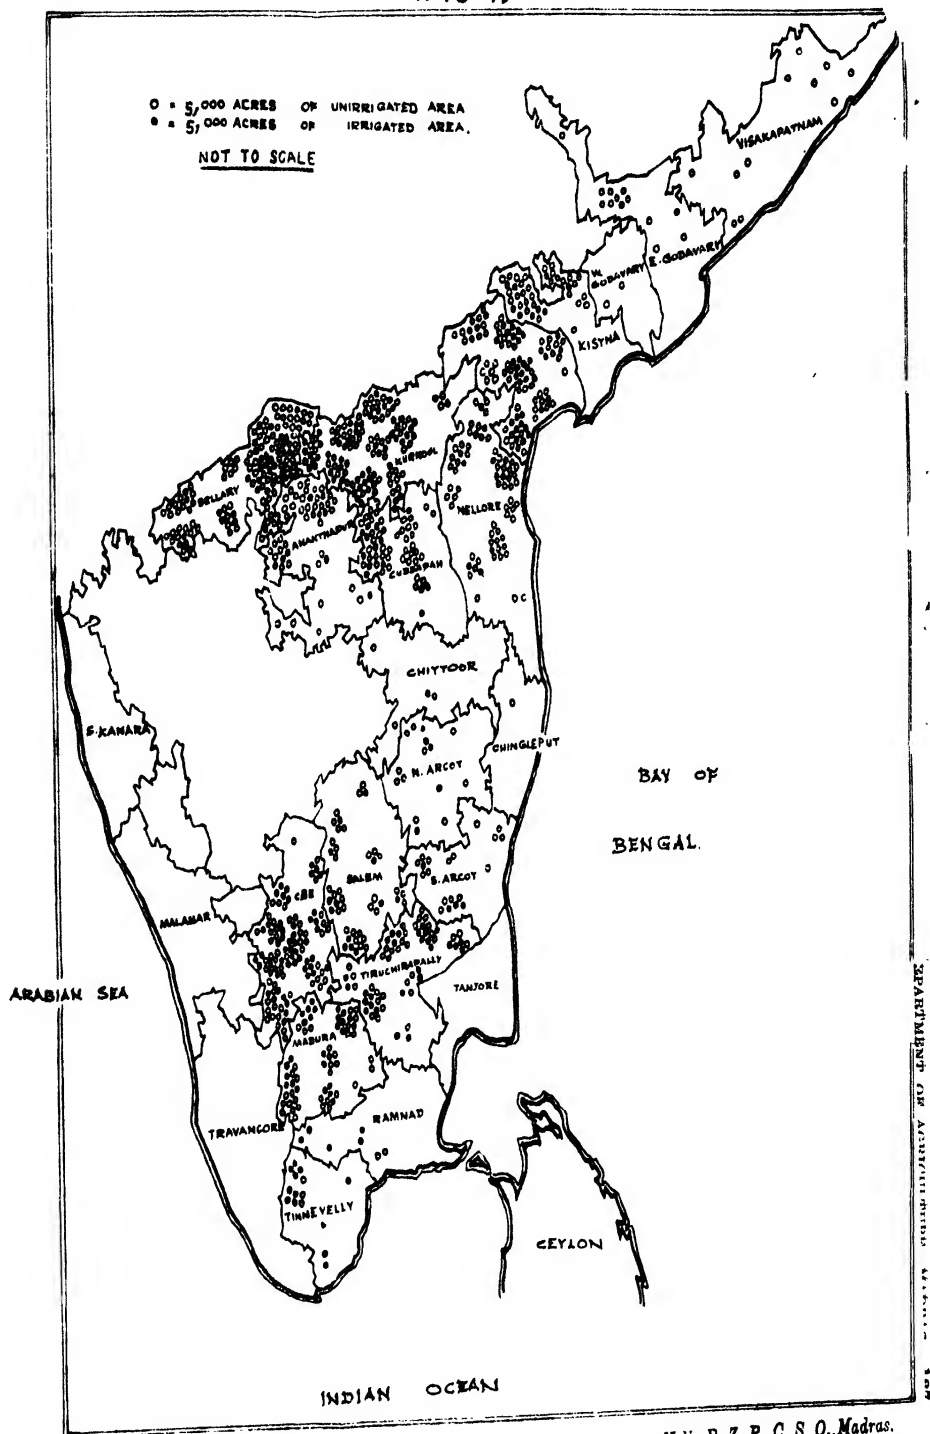 O = 5,000 ACRES OF UNIRRIGATED AREA
● = 5,000 ACRES OF IRRIGATED AREA.
NOT TO SCALE
VISAKAPATNAM
W. GODAVARY
E. GODAVARY
KISTNA
KURNOOL
BELLARY
NELLORE
ANANTHAPUR
CUDDAPAH
CHITTOOR
S. KANARA
CHINGLEPUT
N. ARCOT
BAY OF
BENGAL.
SALEM
S. ARCOT
CBE
MALABAR
TIRUCHIRAPALLY
TANJORE
ARABIAN SEA
MADURA
RAMNAD
TRAVANCORE
TINNEVELLY
CEYLON
INDIAN OCEAN
EPARTMENT OF
P. Z. P. C. S. O., Madras.